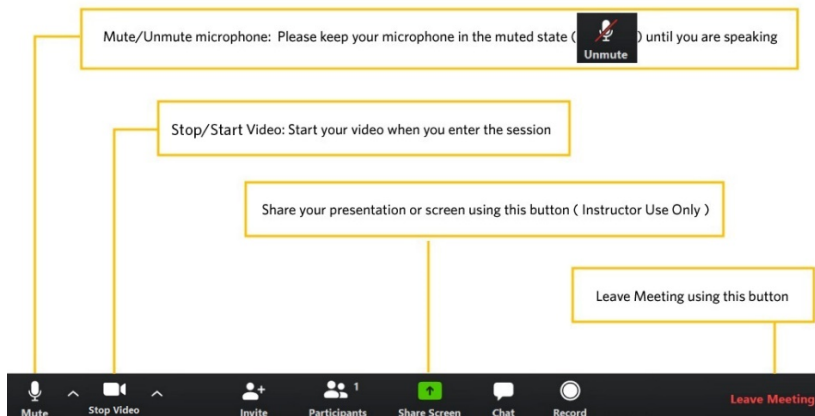 Mute/Unmute microphone: Please keep your microphone in the muted state ( Unmute ) until you are speaking
Stop/Start Video: Start your video when you enter the session
Share your presentation or screen using this button ( Instructor Use Only )
Leave Meeting using this button
Mute
Stop Video
Invite
Participants 1
Share Screen
Chat
Record
Leave Meeting